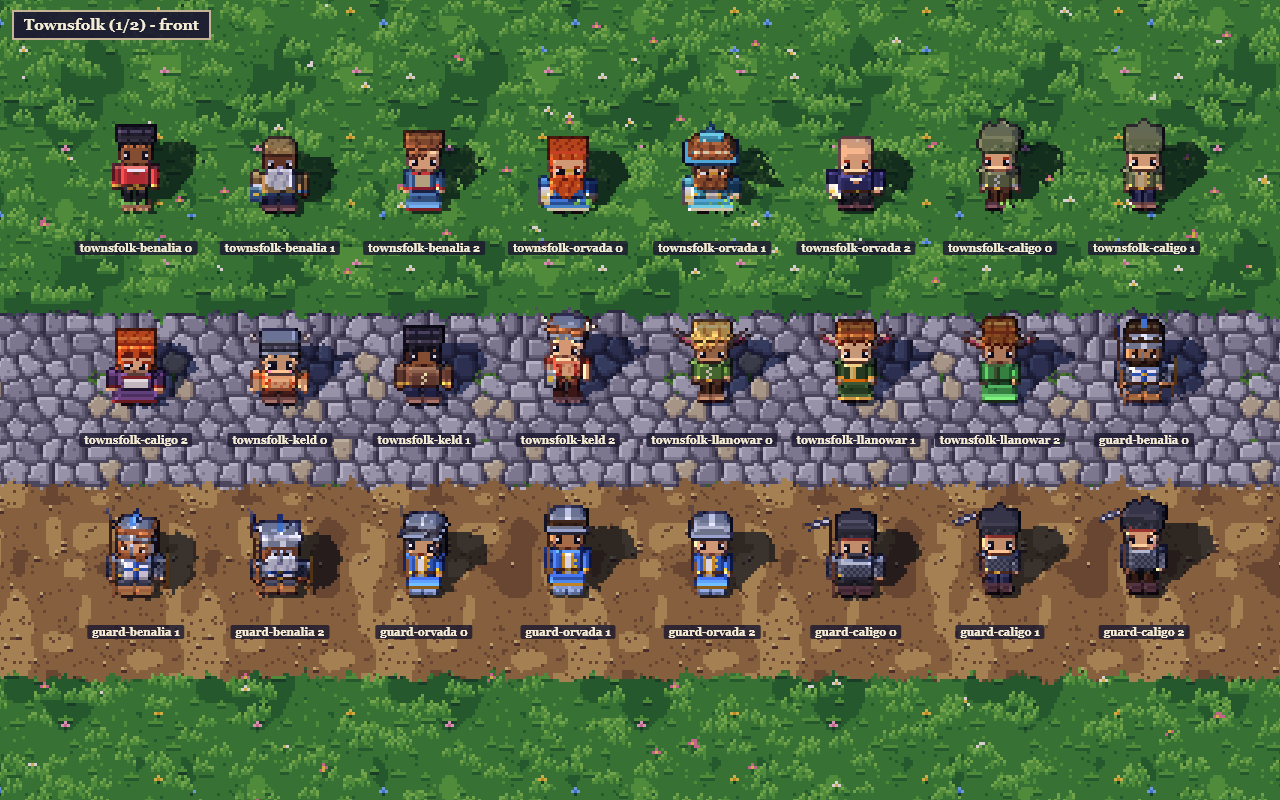 Townsfolk (1/2) - front
townsfolk-benalia 0
townsfolk-benalia 1
townsfolk-benalia 2
townsfolk-orvada 0
townsfolk-orvada 1
townsfolk-orvada 2
townsfolk-caligo 0
townsfolk-caligo 1
townsfolk-caligo 2
townsfolk-keld 0
townsfolk-keld 1
townsfolk-keld 2
townsfolk-llanowar 0
townsfolk-llanowar 1
townsfolk-llanowar 2
guard-benalia 0
guard-benalia 1
guard-benalia 2
guard-orvada 0
guard-orvada 1
guard-orvada 2
guard-caligo 0
guard-caligo 1
guard-caligo 2